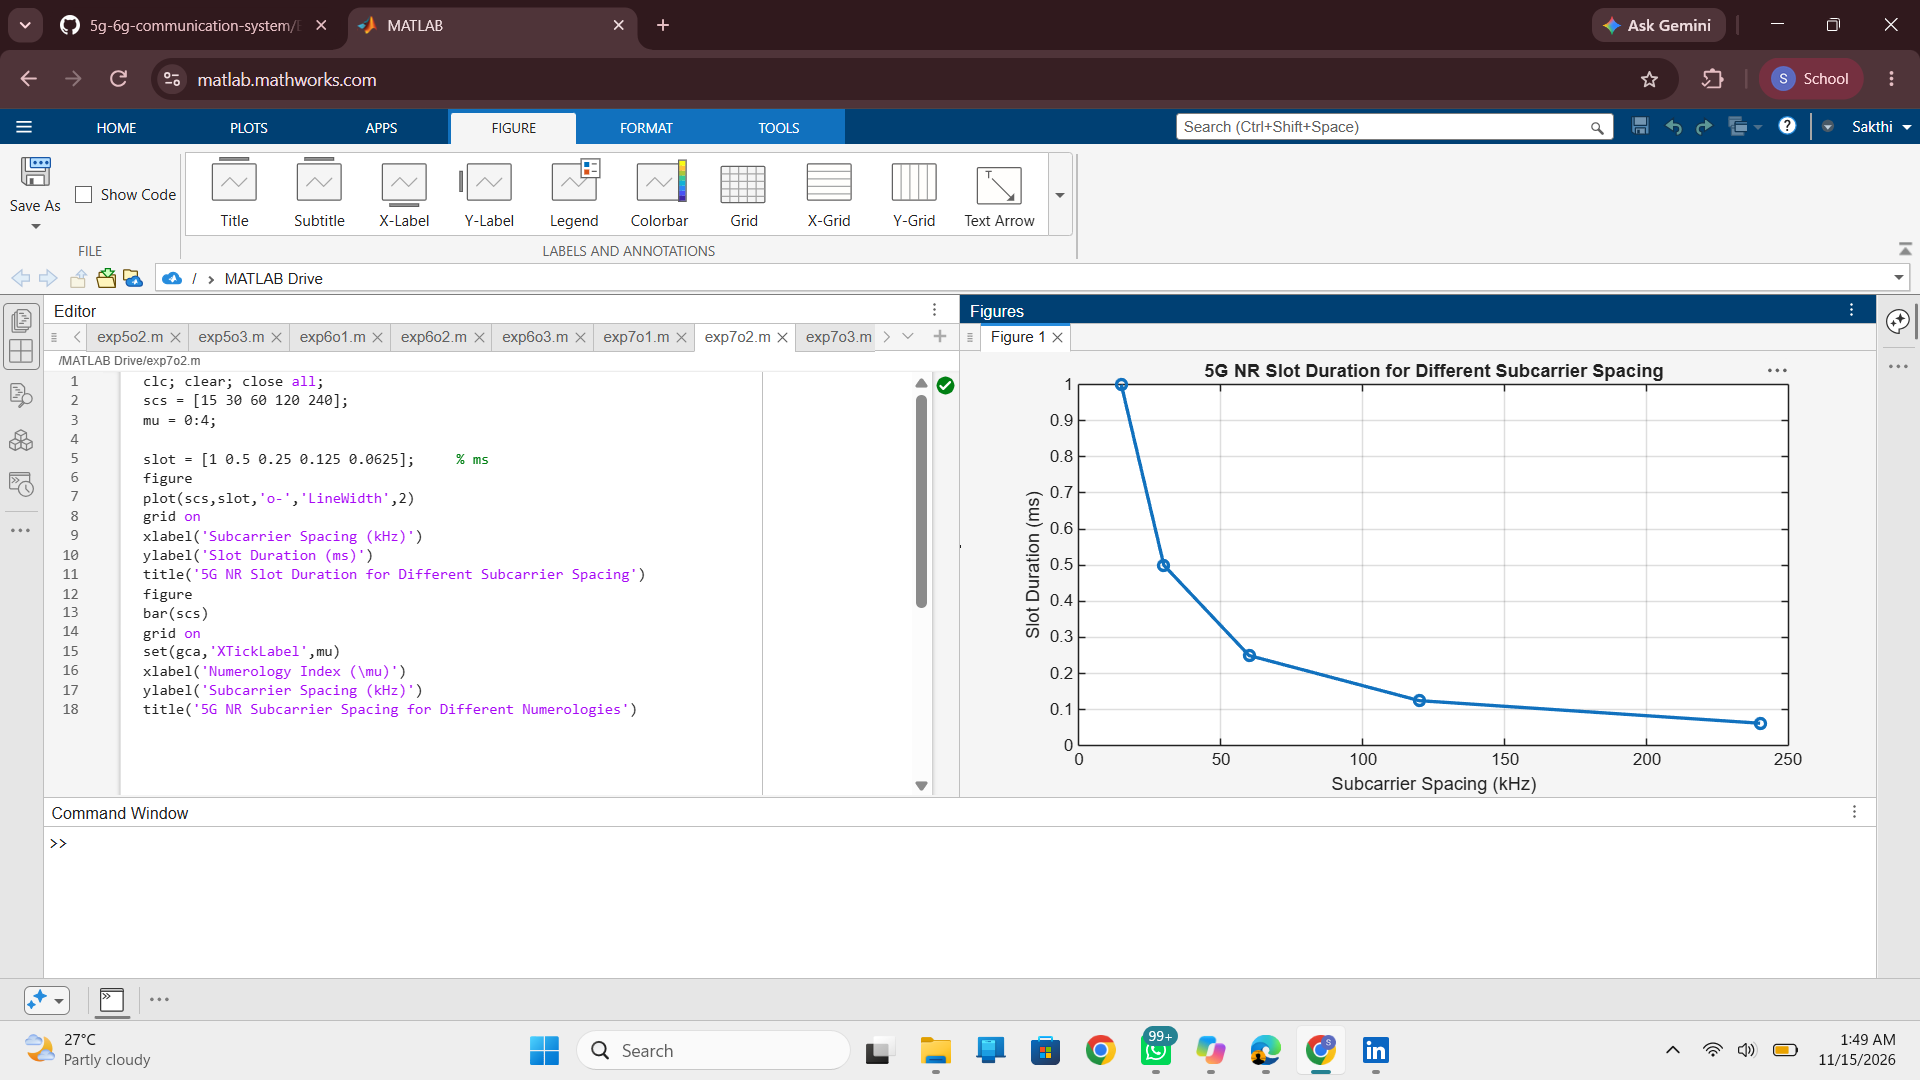 5g-6g-communication-system/
MATLAB
Ask Gemini
matlab.mathworks.com
S
School
HOME
PLOTS
APPS
FIGURE
FORMAT
TOOLS
Search (Ctrl+Shift+Space)
Sakthi
Save As
Show Code
Title
Subtitle
X-Label
Y-Label
Legend
Colorbar
Grid
X-Grid
Y-Grid
Text Arrow
FILE
LABELS AND ANNOTATIONS
/ › MATLAB Drive
Editor
exp5o2.m
exp5o3.m
exp6o1.m
exp6o2.m
exp6o3.m
exp7o1.m
exp7o2.m
exp7o3.m
/MATLAB Drive/exp7o2.m
1 clc; clear; close all;
2 scs = [15 30 60 120 240];
3 mu = 0:4;
4
5 slot = [1 0.5 0.25 0.125 0.0625]; % ms
6 figure
7 plot(scs,slot,'o-','LineWidth',2)
8 grid on
9 xlabel('Subcarrier Spacing (kHz)')
10 ylabel('Slot Duration (ms)')
11 title('5G NR Slot Duration for Different Subcarrier Spacing')
12 figure
13 bar(scs)
14 grid on
15 set(gca,'XTickLabel',mu)
16 xlabel('Numerology Index (\mu)')
17 ylabel('Subcarrier Spacing (kHz)')
18 title('5G NR Subcarrier Spacing for Different Numerologies')
Figures
Figure 1
5G NR Slot Duration for Different Subcarrier Spacing
1
0.9
0.8
0.7
0.6
0.5
0.4
0.3
0.2
0.1
0
Slot Duration (ms)
0 50 100 150 200 250
Subcarrier Spacing (kHz)
Command Window
>>
27°C
Partly cloudy
Search
99+
1:49 AM
11/15/2026